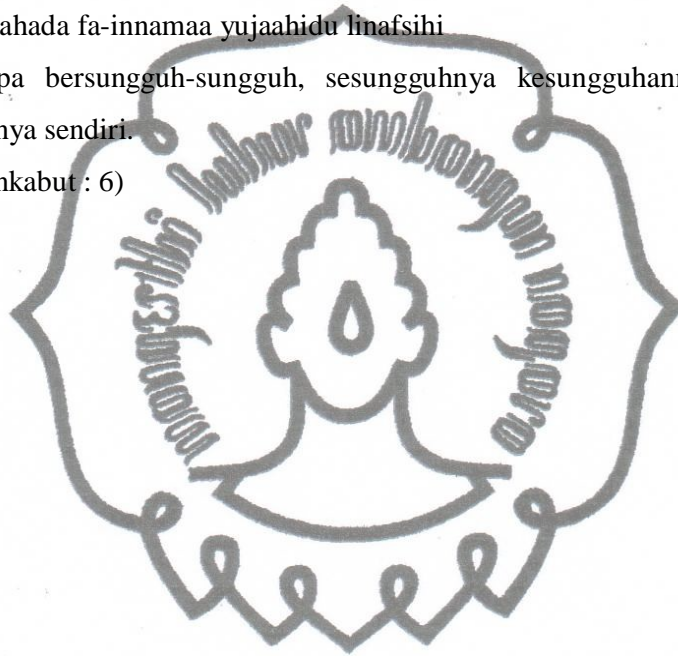 ahada fa-innamaa yujaahidu linafsihi
pa bersungguh-sungguh, sesungguhnya kesungguhann
nya sendiri.
nkabut : 6)